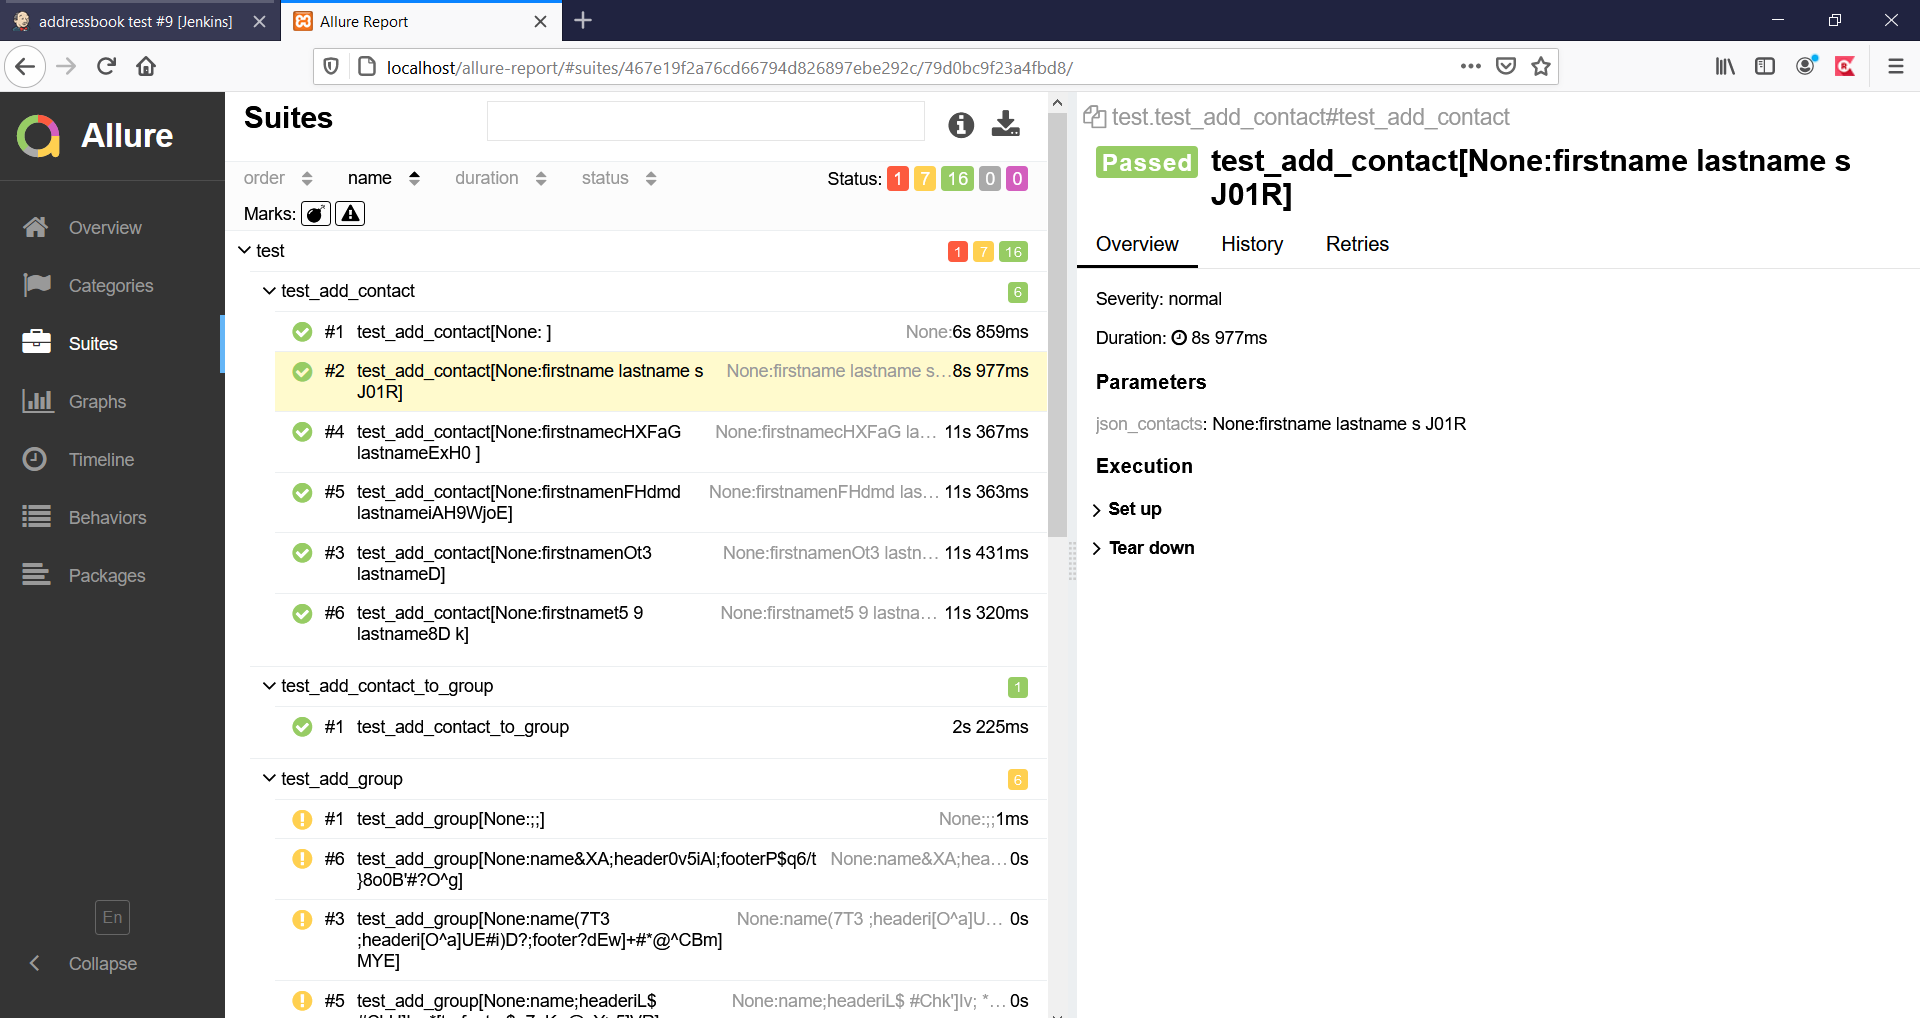 addressbook test #9 [Jenkins]
Allure Report
localhost/allure-report/#suites/467e19f2a76cd66794d826897ebe292c/79d0bc9f23a4fbd8/
Allure
Overview
Categories
Suites
Graphs
Timeline
Behaviors
Packages
En
Collapse
Suites
order name duration status Status: 1 7 16 0 0
Marks:
test 1 7 16
test_add_contact 6
#1 test_add_contact[None: ] None: 6s 859ms
#2 test_add_contact[None:firstname lastname s None:firstname lastname s... 8s 977ms
J01R]
#4 test_add_contact[None:firstnamecHXFaG None:firstnamecHXFaG la... 11s 367ms
lastnameExH0 ]
#5 test_add_contact[None:firstnamenFHdmd None:firstnamenFHdmd las... 11s 363ms
lastnameiAH9WjoE]
#3 test_add_contact[None:firstnamenOt3 None:firstnamenOt3 lastn... 11s 431ms
lastnameD]
#6 test_add_contact[None:firstnamet5 9 None:firstnamet5 9 lastna... 11s 320ms
lastname8D k]
test_add_contact_to_group 1
#1 test_add_contact_to_group 2s 225ms
test_add_group 6
#1 test_add_group[None:;;] None:;; 1ms
#6 test_add_group[None:name&XA;header0v5iAl;footerP$q6/t None:name&XA;hea... 0s
}8o0B'#?O^g]
#3 test_add_group[None:name(7T3 None:name(7T3 ;headeri[O^a]U... 0s
;headeri[O^a]UE#i)D?;footer?dEw]+#*@^CBm]
MYE]
#5 test_add_group[None:name;headeriL$ None:name;headeriL$ #Chk']Iv; *... 0s
test.test_add_contact#test_add_contact
Passed test_add_contact[None:firstname lastname s
J01R]
Overview History Retries
Severity: normal
Duration: 8s 977ms
Parameters
json_contacts: None:firstname lastname s J01R
Execution
Set up
Tear down